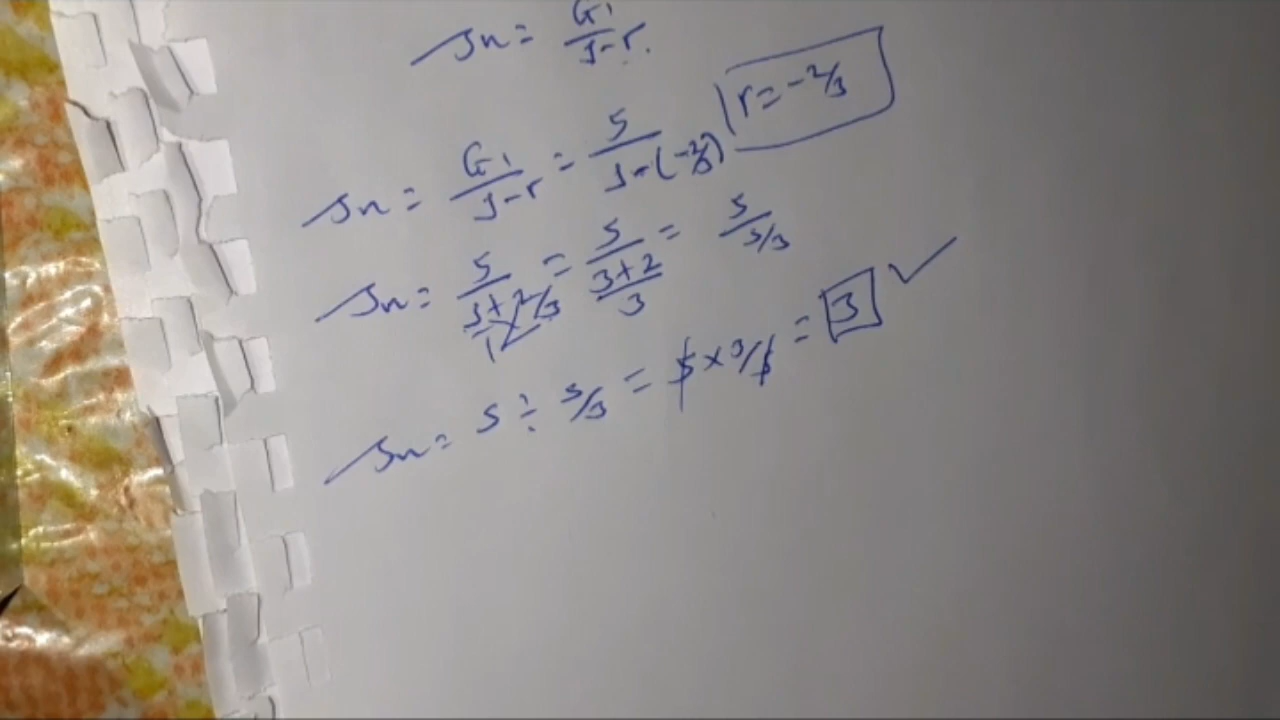 Sn = G1/1-r.
r = -2/3
Sn = G1/1-r = 5/1-(-2/3)
Sn = 5/1+2/3 = 5/3+2/3 = 5/5/3
Sn = 5 ÷ 5/3 = 5 × 3/5 = 3 ✓